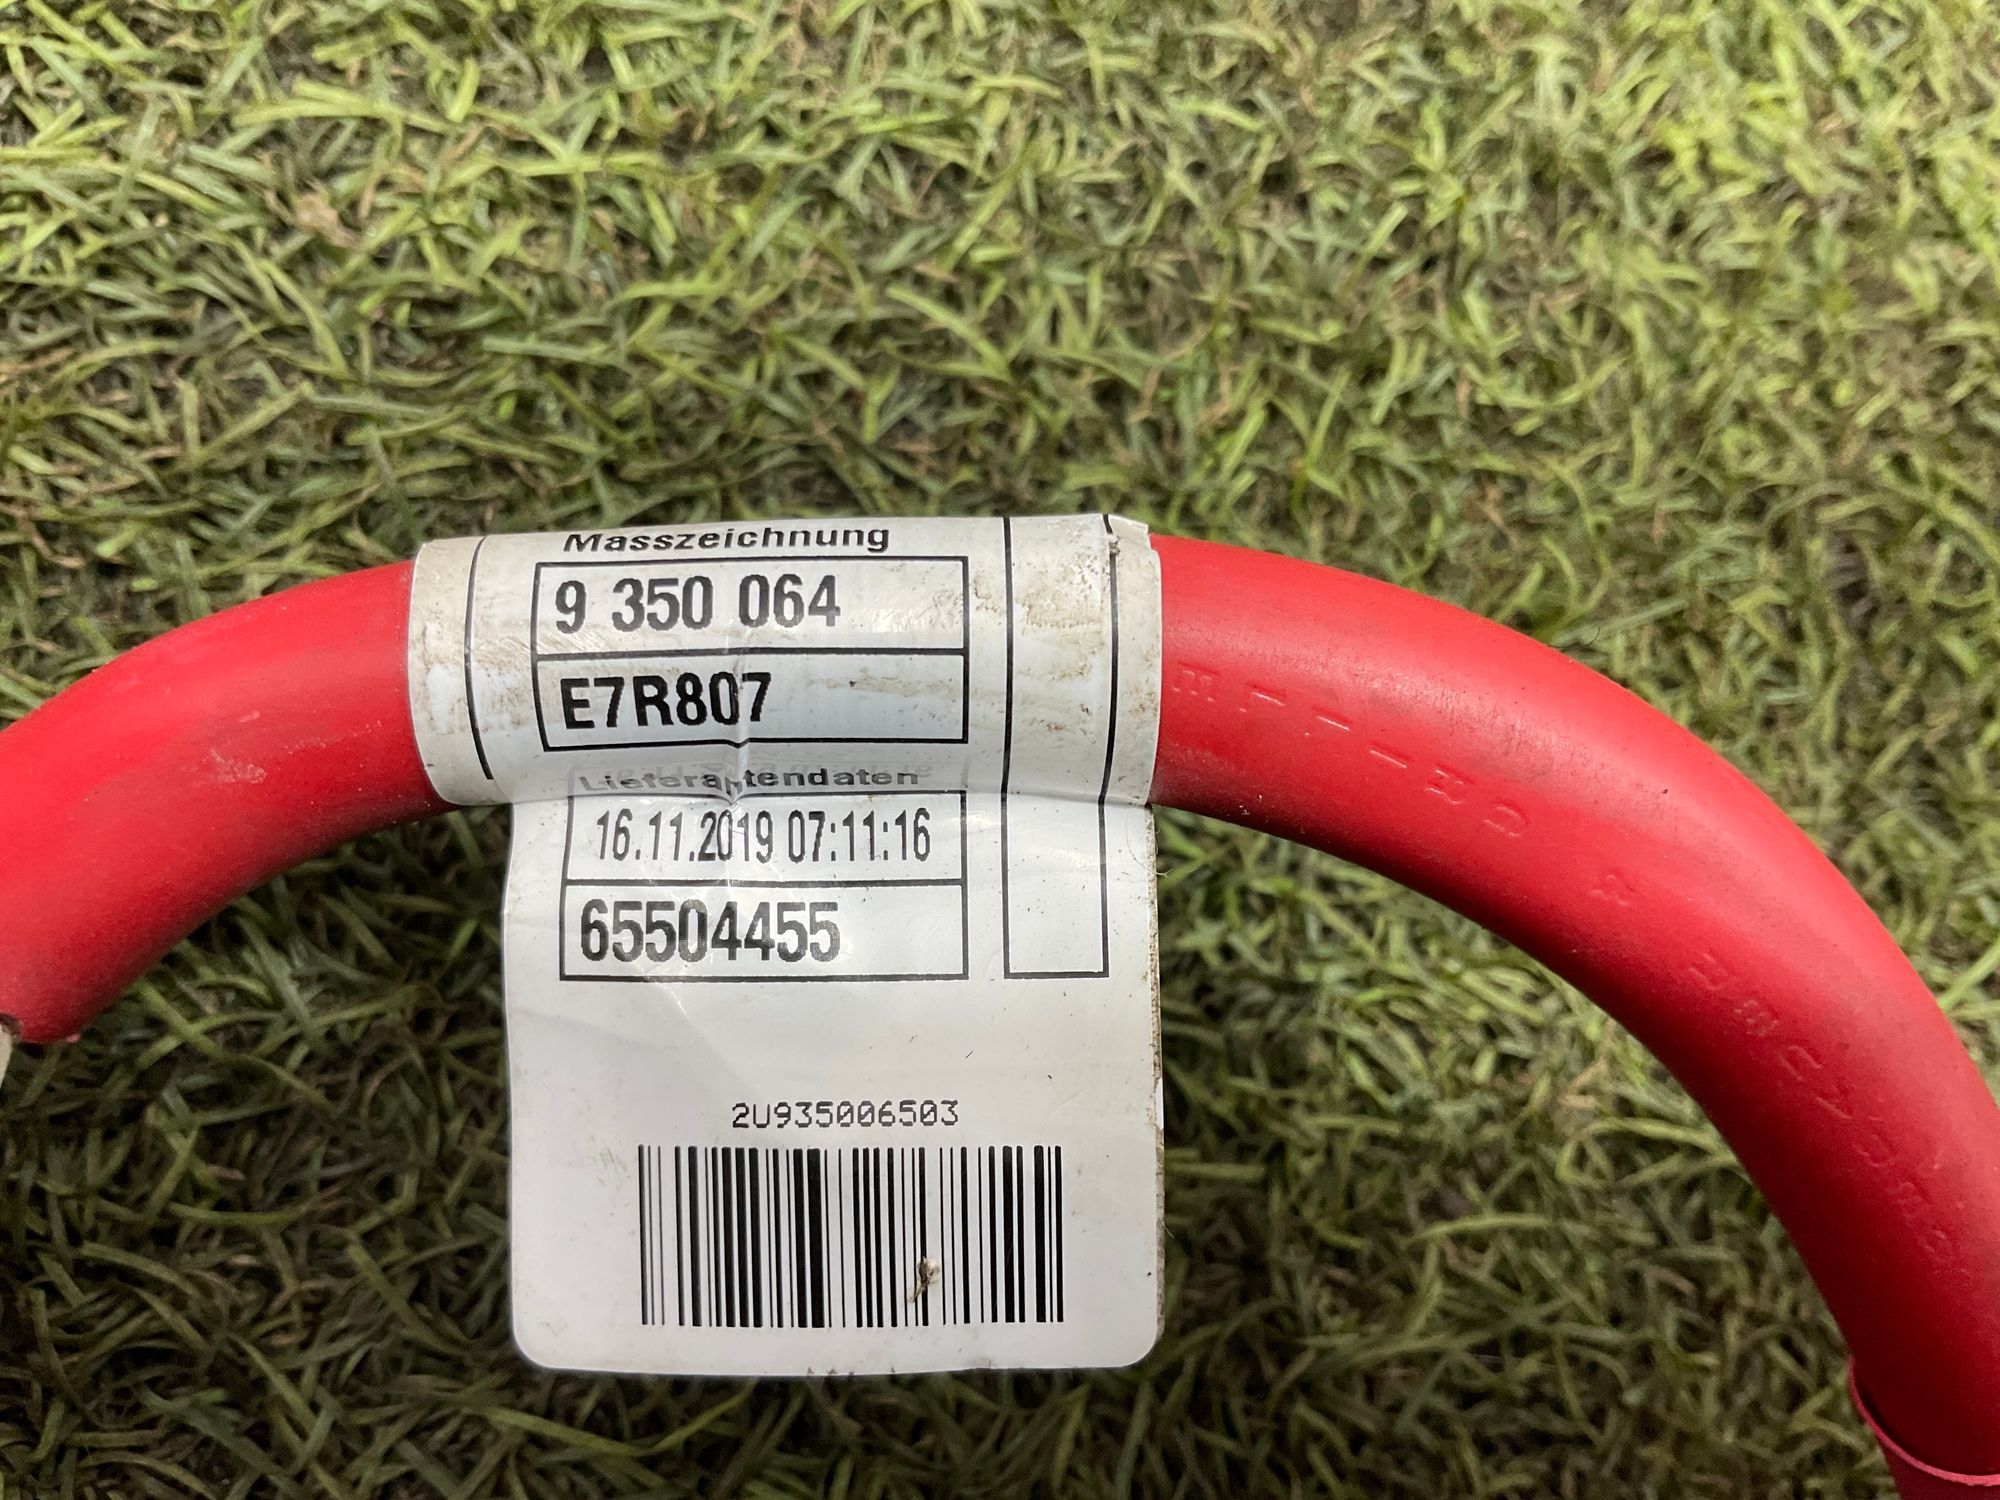 Masszeichnung
9 350 064
E7R807
Lieferantendaten
16.11.2019 07:11:16
65504455
2U935006503